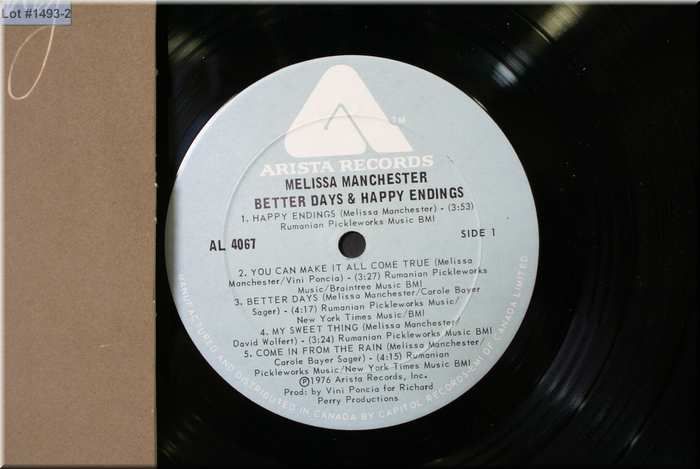 Lot #1493-2
TM
ARISTA RECORDS
MELISSA MANCHESTER
BETTER DAYS & HAPPY ENDINGS
1. HAPPY ENDINGS (Melissa Manchester) - (3:53)
Rumanian Pickleworks Music BMI
AL 4067
SIDE 1
2. YOU CAN MAKE IT ALL COME TRUE (Melissa
Manchester/Vini Poncia) - (3:27) Rumanian Pickleworks
Music/Braintree Music BMI
3. BETTER DAYS (Melissa Manchester/Carole Bayer
Sager) - (4:17) Rumanian Pickleworks Music/
New York Times Music/BMI
4. MY SWEET THING (Melissa Manchester/
David Wolfert) - (3:24) Rumanian Pickleworks Music BMI
5. COME IN FROM THE RAIN (Melissa Manchester/
Carole Bayer Sager) - (4:15) Rumanian
Pickleworks Music/New York Times Music BMI
Ⓟ1976 Arista Records, Inc.
Prod: by Vini Poncia for Richard
Perry Productions
MANUFACTURED AND DISTRIBUTED IN CANADA BY CAPITOL RECORDS-EMI OF CANADA LIMITED